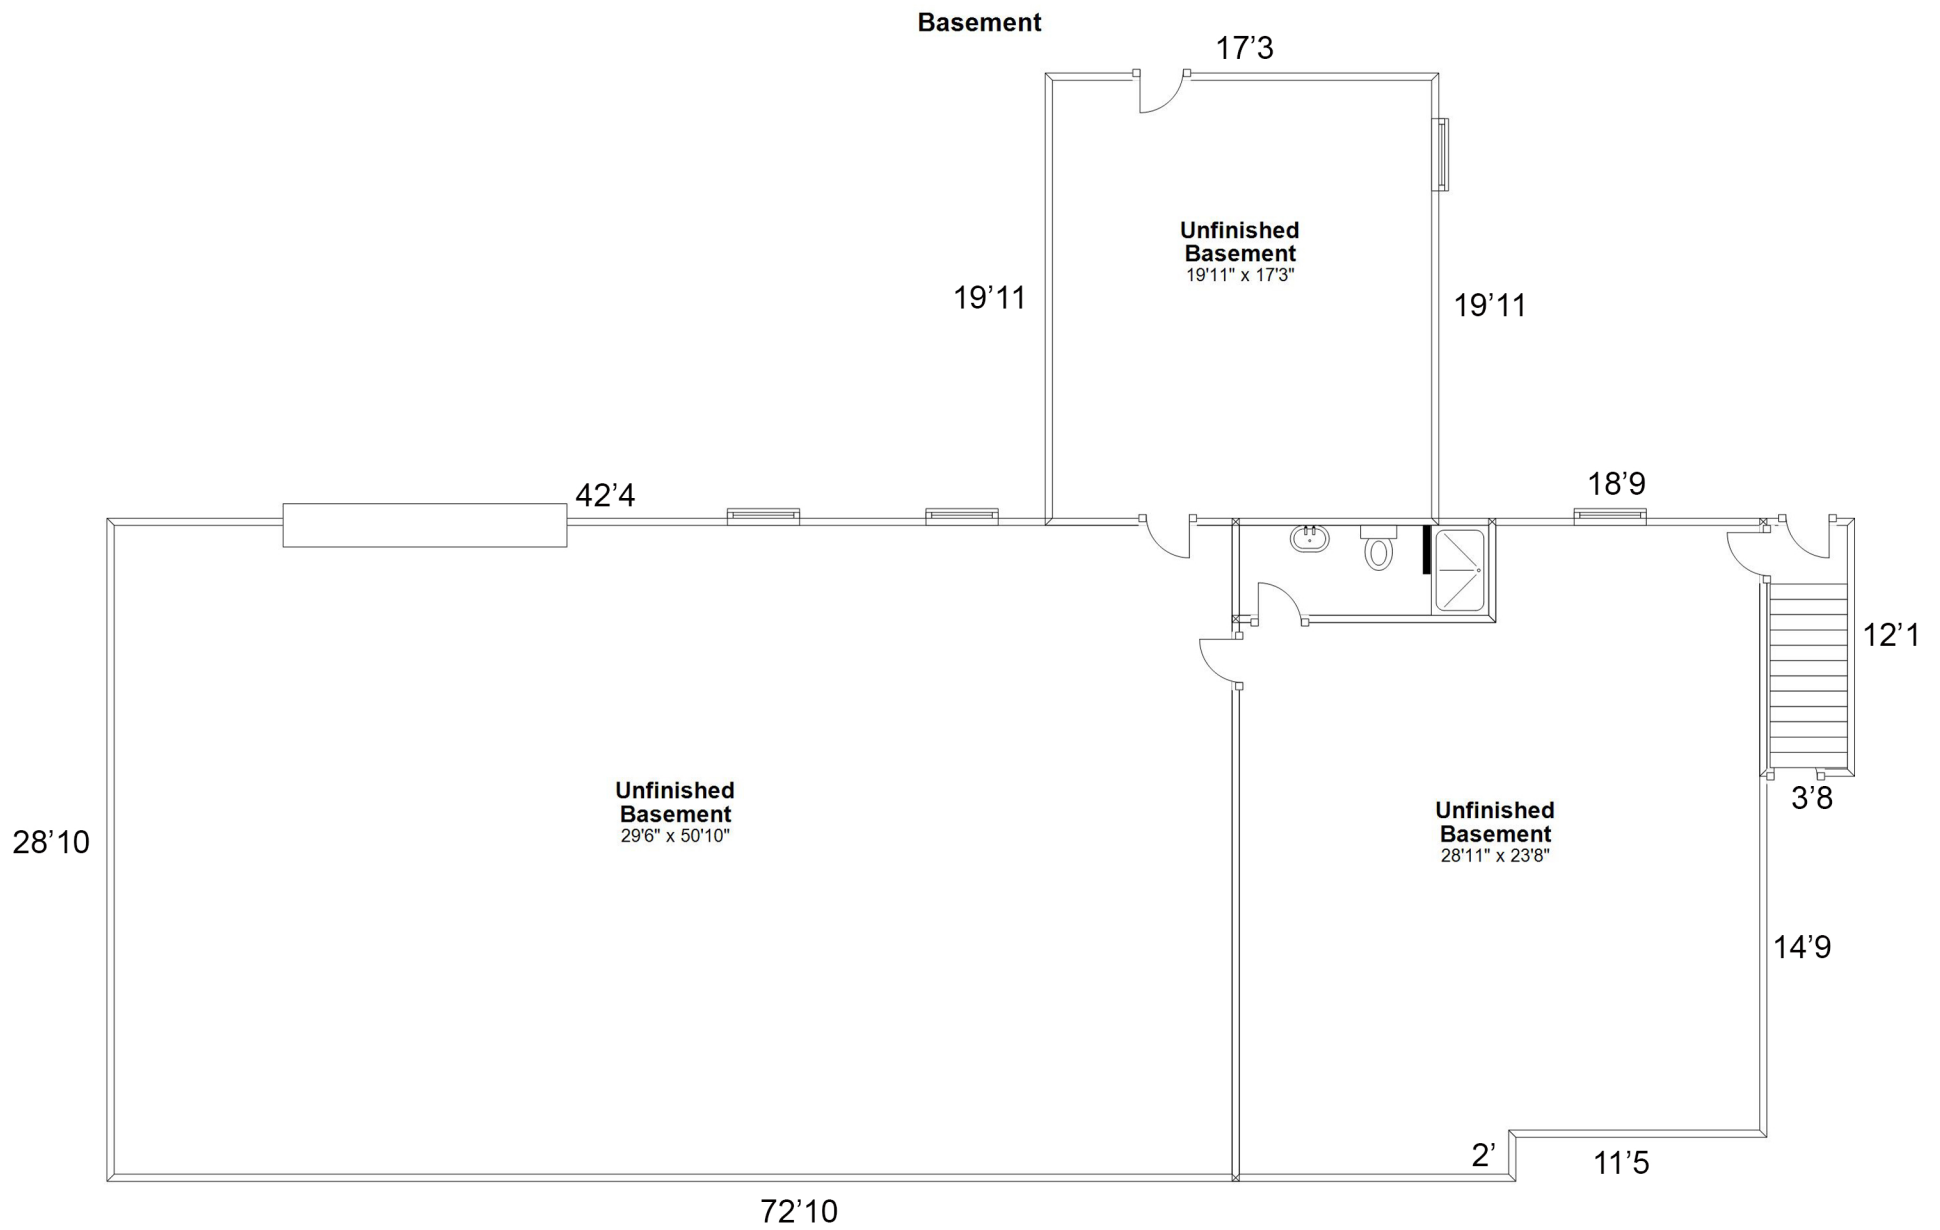 Basement
17’3
Unfinished
Basement
19'11" x 17'3"
19’11
19’11
42’4
18’9
12’1
3’8
Unfinished
Basement
29'6" x 50'10"
Unfinished
Basement
28'11" x 23'8"
28’10
14’9
2’
11’5
72’10